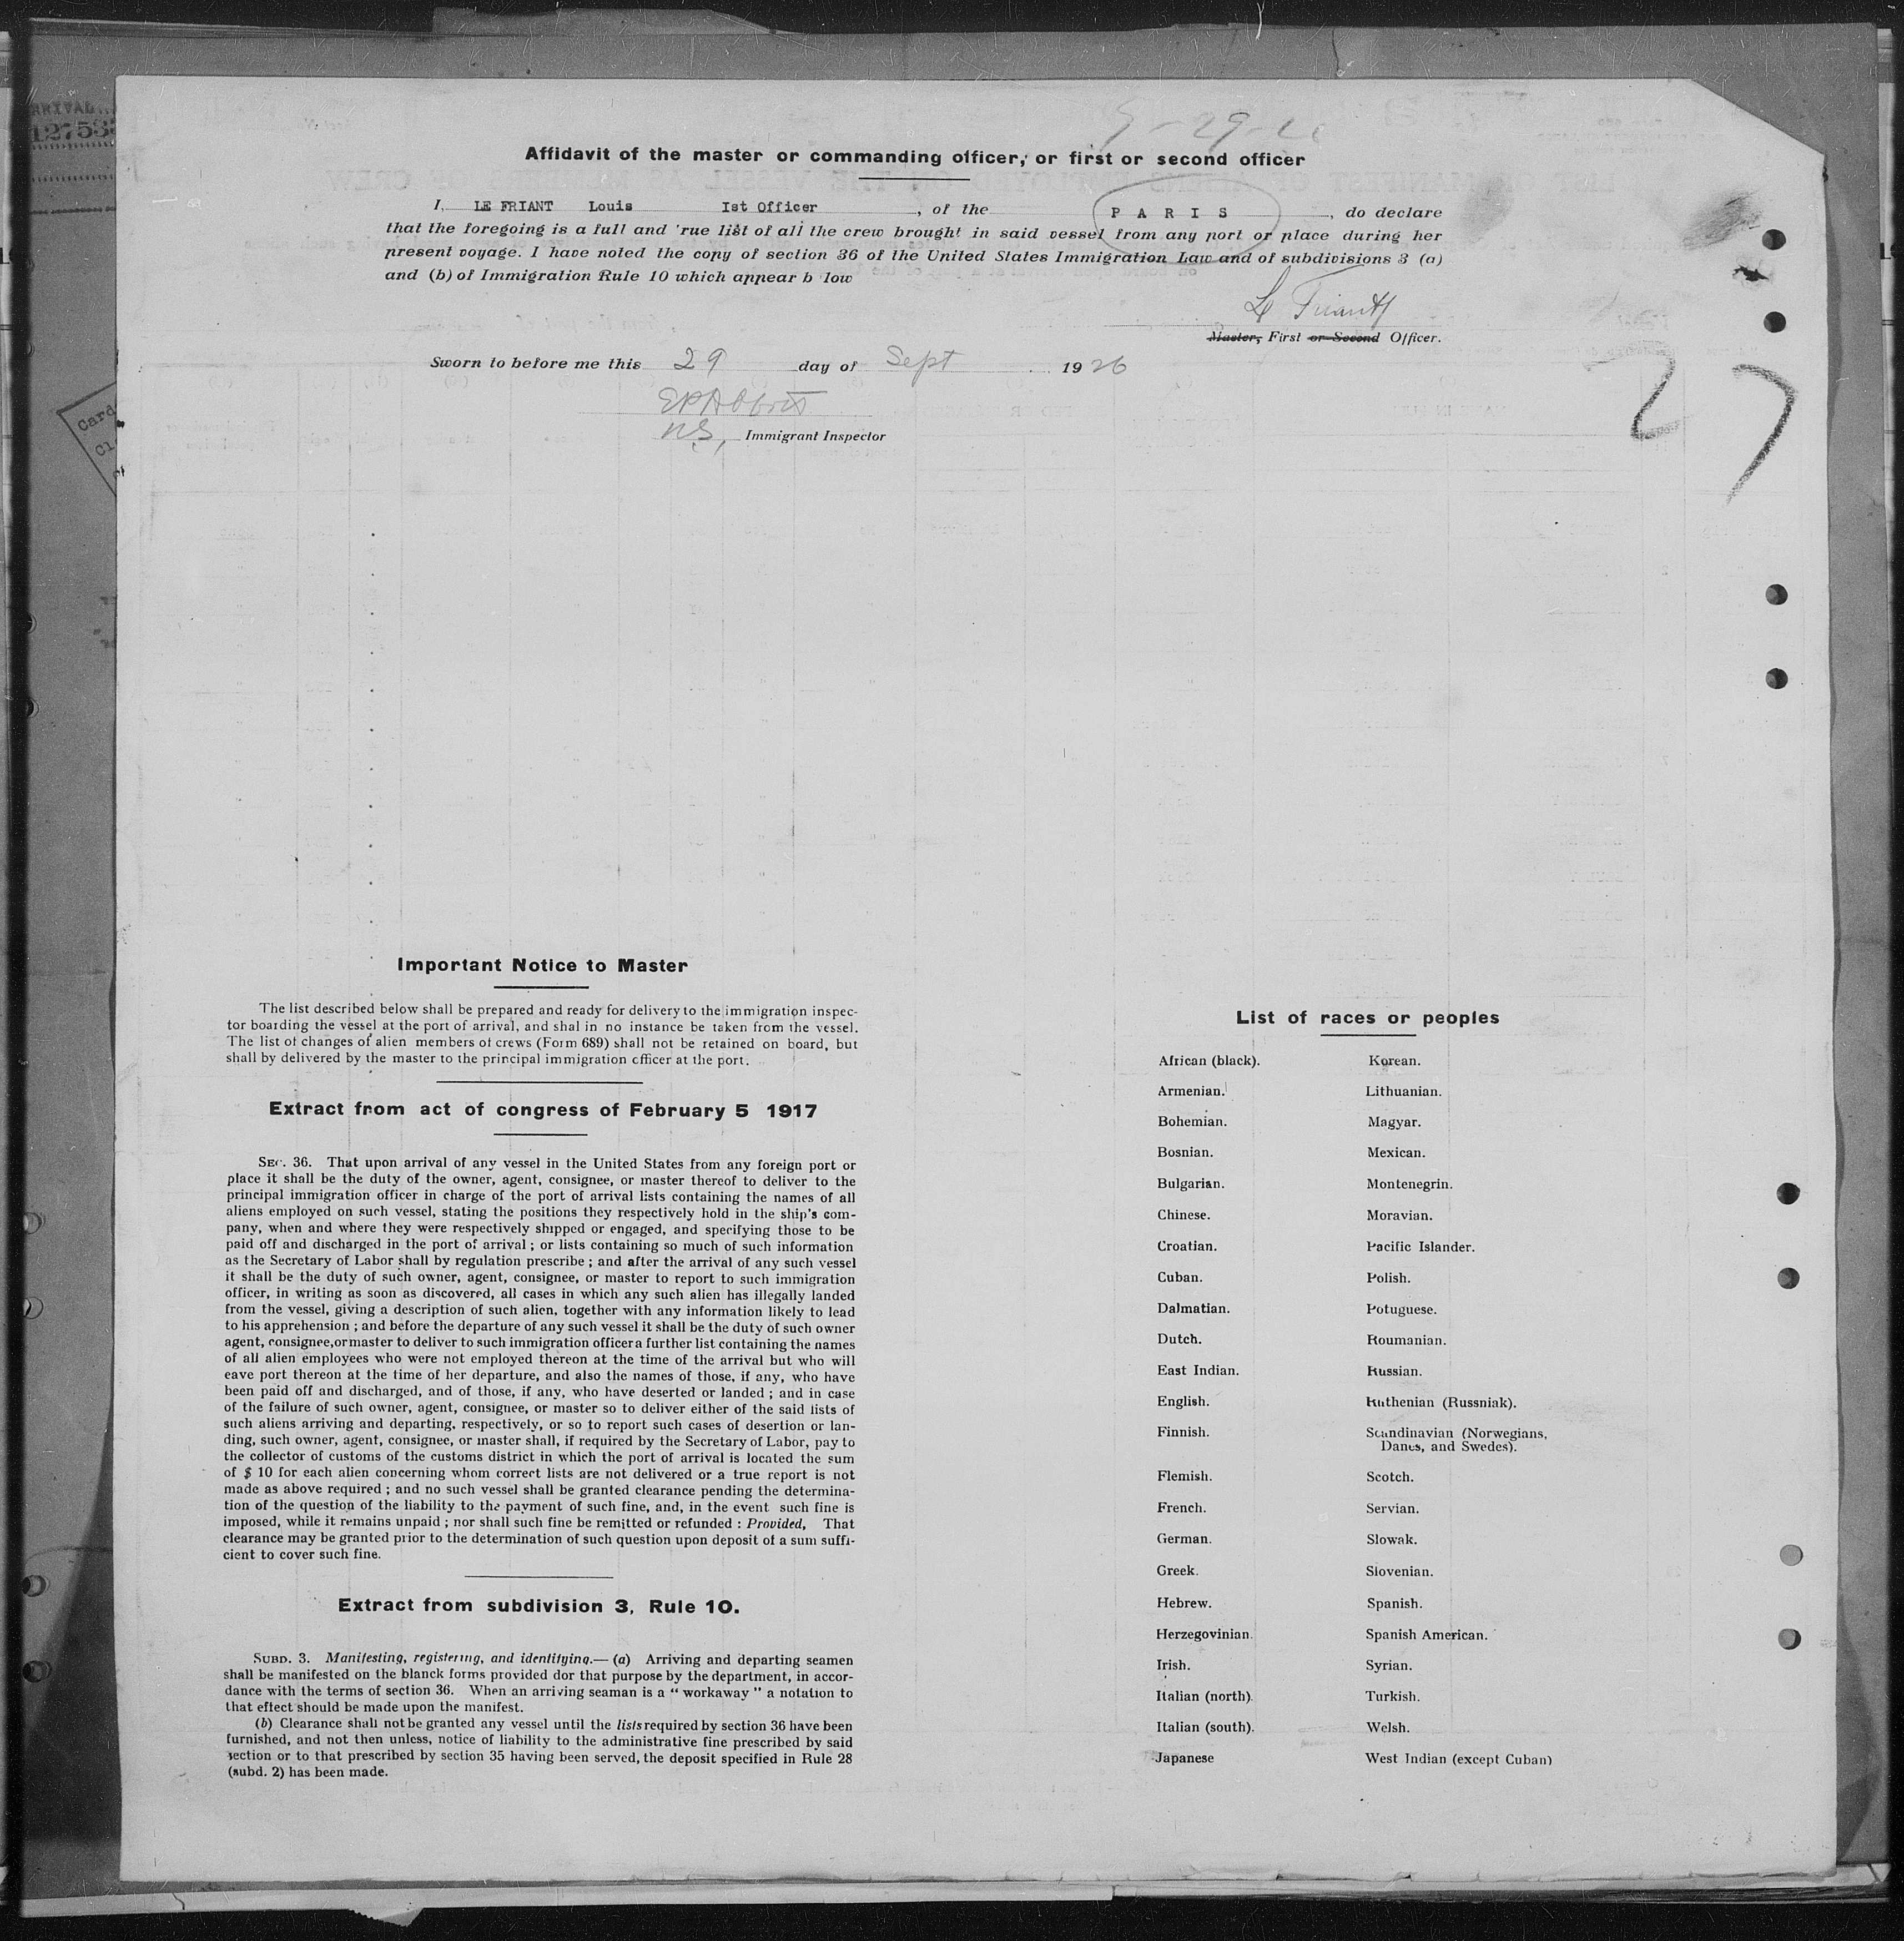 RRIVAL
12753
Card
Cl
9-29-26
Affidavit of the master or commanding officer, or first or second officer
I, LE FRIANT Louis Ist Officer , of the P A R I S , do declare
that the foregoing is a full and 'rue list of all the crew brought in said vessel from any port or place during her
present voyage. I have noted the copy of section 36 of the United States Immigration Law and of subdivisions 3 (a)
and (b) of Immigration Rule 10 which appear b low
Le Friant
Master, First or Second Officer.
Sworn to before me this 29 day of Sept 1926
27
Immigrant Inspector
Important Notice to Master
The list described below shall be prepared and ready for delivery to the immigration inspec-
tor boarding the vessel at the port of arrival, and shal in no instance be taken from the vessel.
The list of changes of alien members of crews (Form 689) shall not be retained on board, but
shall by delivered by the master to the principal immigration officer at the port.
Extract from act of congress of February 5 1917
SEC. 36. That upon arrival of any vessel in the United States from any foreign port or
place it shall be the duty of the owner, agent, consignee, or master thereof to deliver to the
principal immigration officer in charge of the port of arrival lists containing the names of all
aliens employed on such vessel, stating the positions they respectively hold in the ship's com-
pany, when and where they were respectively shipped or engaged, and specifying those to be
paid off and discharged in the port of arrival ; or lists containing so much of such information
as the Secretary of Labor shall by regulation prescribe ; and after the arrival of any such vessel
it shall be the duty of such owner, agent, consignee, or master to report to such immigration
officer, in writing as soon as discovered, all cases in which any such alien has illegally landed
from the vessel, giving a description of such alien, together with any information likely to lead
to his apprehension ; and before the departure of any such vessel it shall be the duty of such owner
agent, consignee, or master to deliver to such immigration officer a further list containing the names
of all alien employees who were not employed thereon at the time of the arrival but who will
eave port thereon at the time of her departure, and also the names of those, if any, who have
been paid off and discharged, and of those, if any, who have deserted or landed ; and in case
of the failure of such owner, agent, consignee, or master so to deliver either of the said lists of
such aliens arriving and departing, respectively, or so to report such cases of desertion or lan-
ding, such owner, agent, consignee, or master shall, if required by the Secretary of Labor, pay to
the collector of customs of the customs district in which the port of arrival is located the sum
of $ 10 for each alien concerning whom correct lists are not delivered or a true report is not
made as above required ; and no such vessel shall be granted clearance pending the determina-
tion of the question of the liability to the payment of such fine, and, in the event such fine is
imposed, while it remains unpaid ; nor shall such fine be remitted or refunded : Provided, That
clearance may be granted prior to the determination of such question upon deposit of a sum suffi-
cient to cover such fine.
Extract from subdivision 3, Rule 10.
SUBD. 3. Manifesting, registering, and identifying.— (a) Arriving and departing seamen
shall be manifested on the blanck forms provided dor that purpose by the department, in accor-
dance with the terms of section 36. When an arriving seaman is a “ workaway ” a notation to
that effect should be made upon the manifest.
(b) Clearance shall not be granted any vessel until the lists required by section 36 have been
furnished, and not then unless, notice of liability to the administrative fine prescribed by said
section or to that prescribed by section 35 having been served, the deposit specified in Rule 28
(subd. 2) has been made.
List of races or peoples
African (black). Korean.
Armenian. Lithuanian.
Bohemian. Magyar.
Bosnian. Mexican.
Bulgarian. Montenegrin.
Chinese. Moravian.
Croatian. Pacific Islander.
Cuban. Polish.
Dalmatian. Potuguese.
Dutch. Roumanian.
East Indian. Russian.
English. Ruthenian (Russniak).
Finnish. Scandinavian (Norwegians,
Danes, and Swedes).
Flemish. Scotch.
French. Servian.
German. Slowak.
Greek. Slovenian.
Hebrew. Spanish.
Herzegovinian. Spanish American.
Irish. Syrian.
Italian (north). Turkish.
Italian (south). Welsh.
Japanese West Indian (except Cuban)